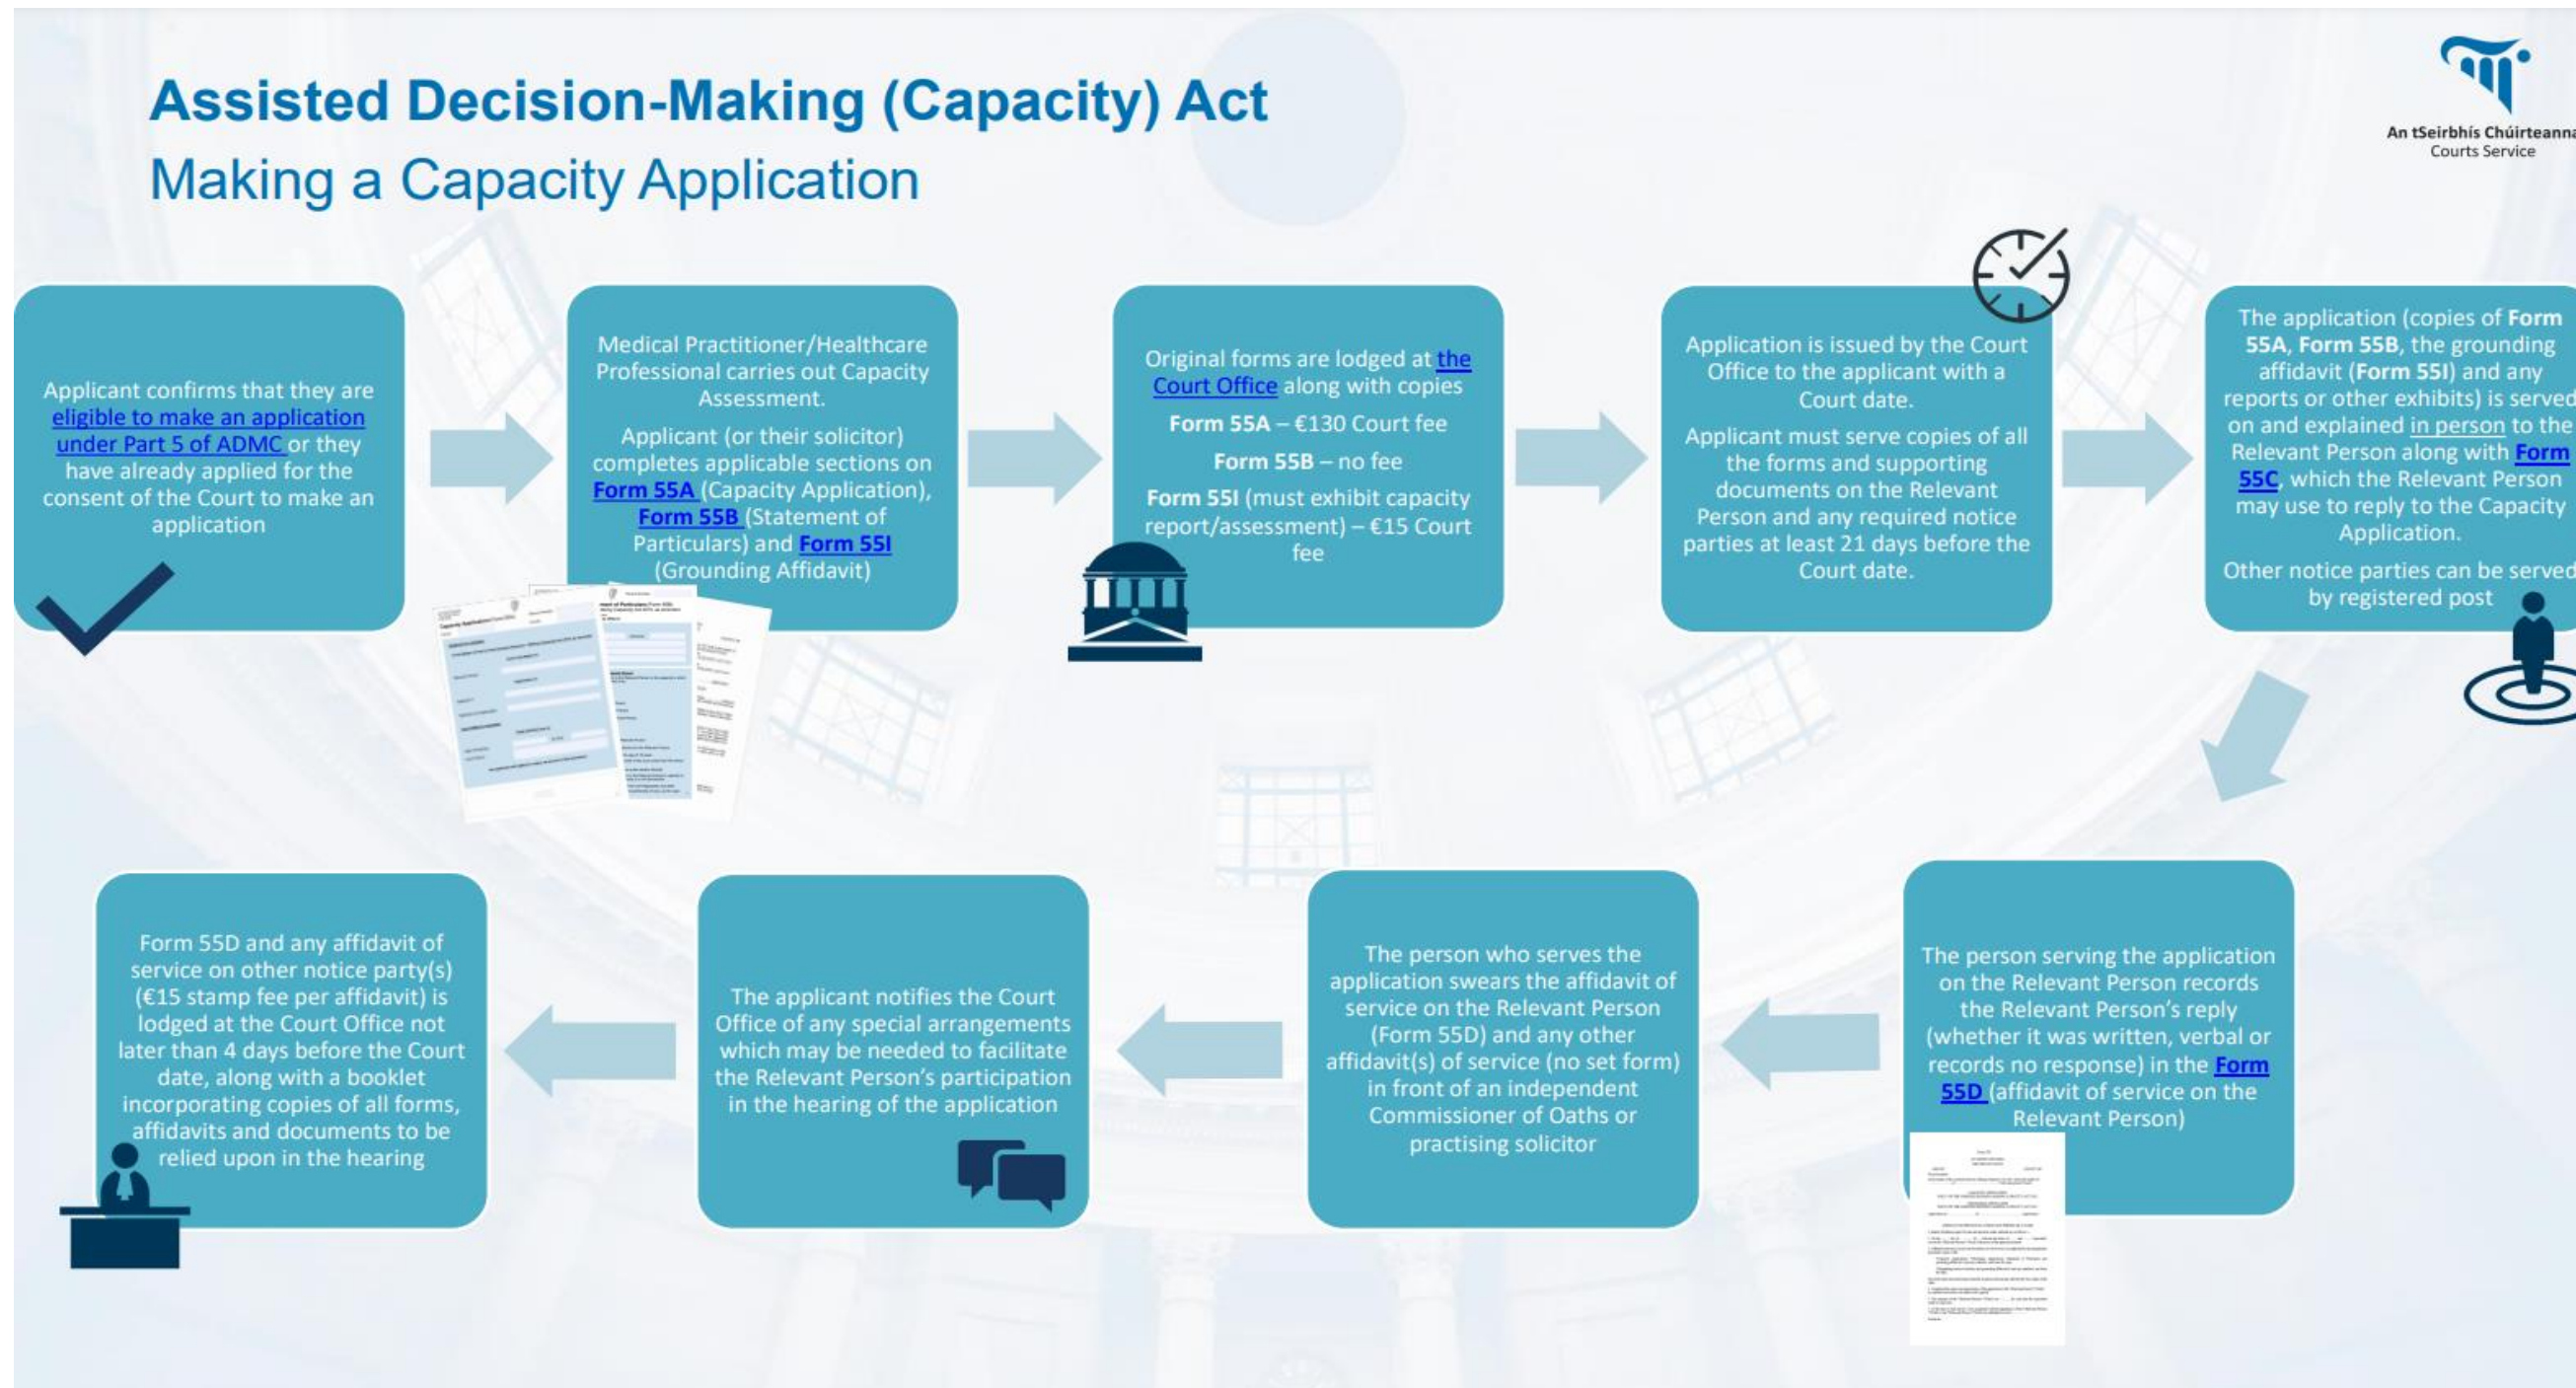 Assisted Decision-Making (Capacity) Act
Making a Capacity Application
An tSeirbhís Chúirteanna
Courts Service
Applicant confirms that they are
eligible to make an application
under Part 5 of ADMC or they
have already applied for the
consent of the Court to make an
application
Medical Practitioner/Healthcare
Professional carries out Capacity
Assessment.
Applicant (or their solicitor)
completes applicable sections on
Form 55A (Capacity Application),
Form 55B (Statement of
Particulars) and Form 55I
(Grounding Affidavit)
Original forms are lodged at the
Court Office along with copies
Form 55A – €130 Court fee
Form 55B – no fee
Form 55I (must exhibit capacity
report/assessment) – €15 Court
fee
Application is issued by the Court
Office to the applicant with a
Court date.
Applicant must serve copies of all
the forms and supporting
documents on the Relevant
Person and any required notice
parties at least 21 days before the
Court date.
The application (copies of Form
55A, Form 55B, the grounding
affidavit (Form 55I) and any
reports or other exhibits) is served
on and explained in person to the
Relevant Person along with Form
55C, which the Relevant Person
may use to reply to the Capacity
Application.
Other notice parties can be served
by registered post
The person serving the application
on the Relevant Person records
the Relevant Person's reply
(whether it was written, verbal or
records no response) in the Form
55D (affidavit of service on the
Relevant Person)
The person who serves the
application swears the affidavit of
service on the Relevant Person
(Form 55D) and any other
affidavit(s) of service (no set form)
in front of an independent
Commissioner of Oaths or
practising solicitor
The applicant notifies the Court
Office of any special arrangements
which may be needed to facilitate
the Relevant Person's participation
in the hearing of the application
Form 55D and any affidavit of
service on other notice party(s)
(€15 stamp fee per affidavit) is
lodged at the Court Office not
later than 4 days before the Court
date, along with a booklet
incorporating copies of all forms,
affidavits and documents to be
relied upon in the hearing